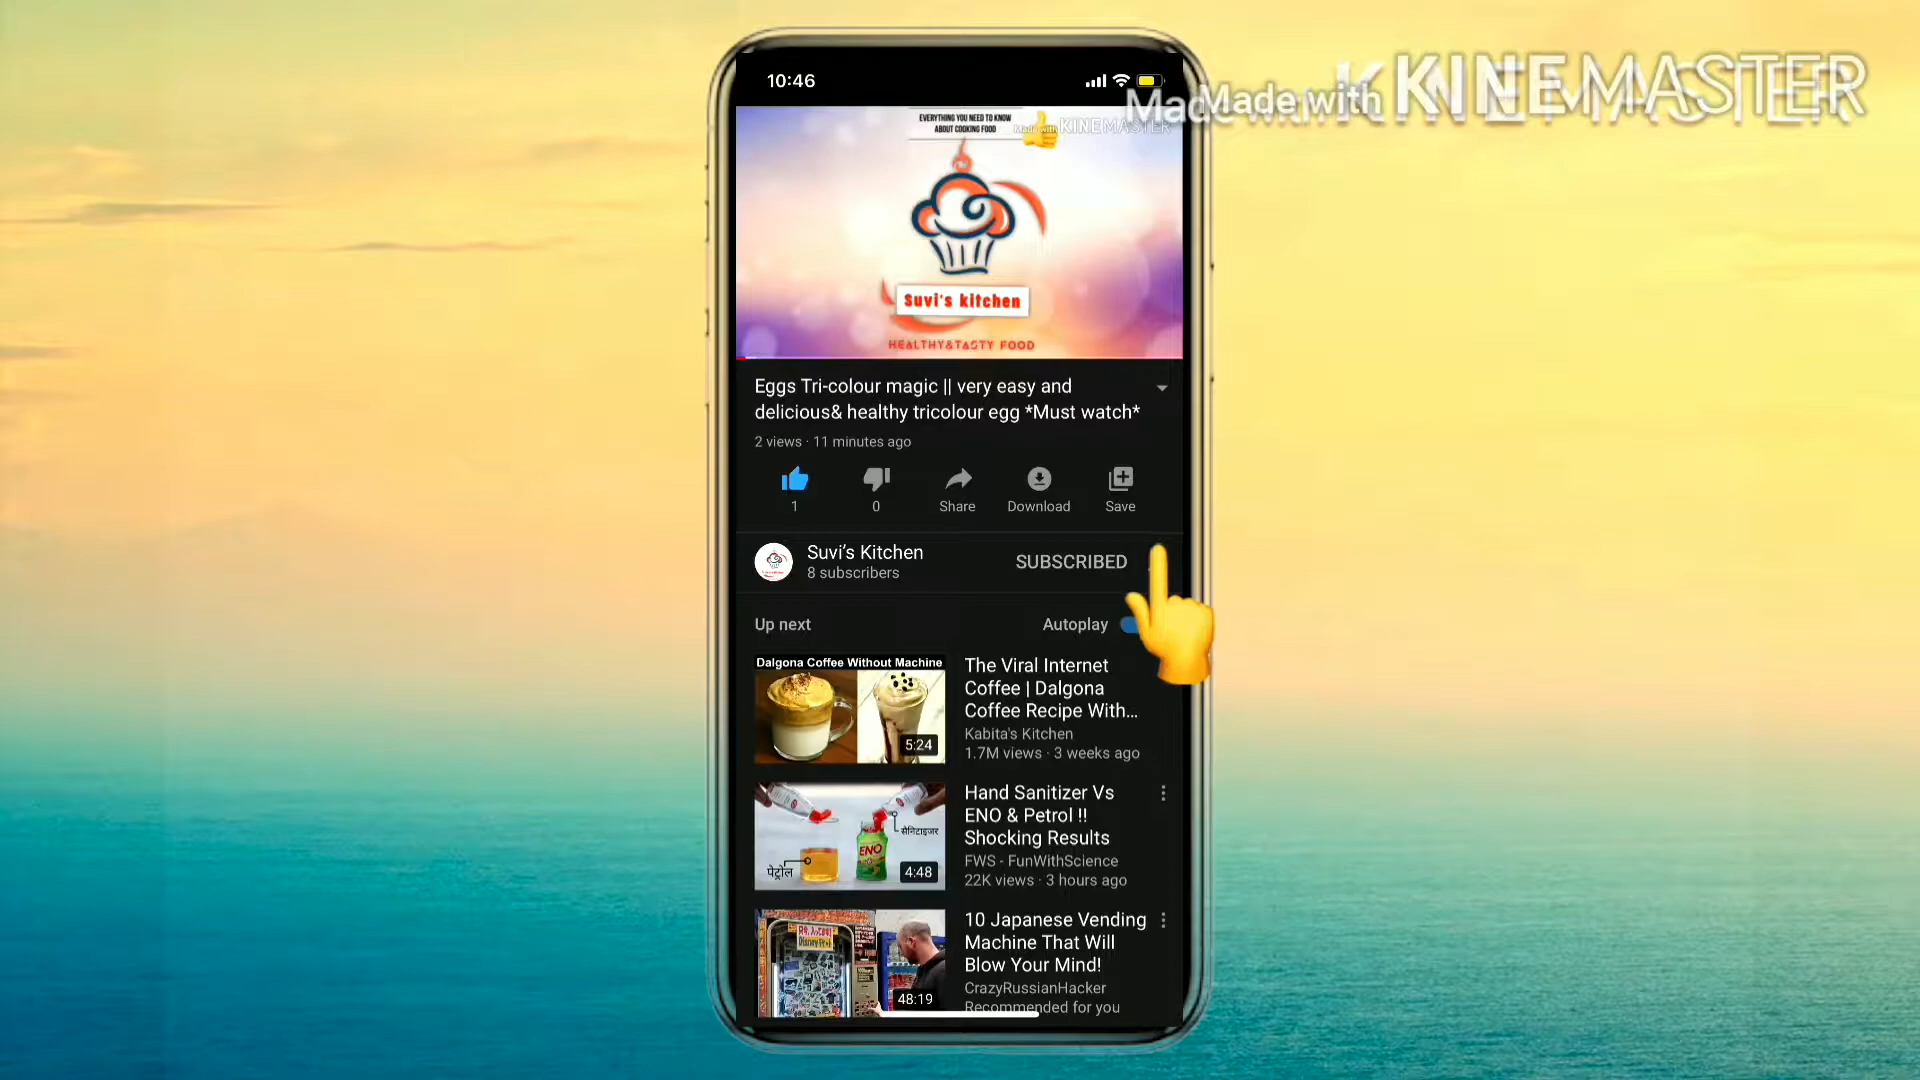 10:46
Made with KINEMASTER
EVERYTHING YOU NEED TO KNOW
ABOUT COOKING FOOD
Made with KINEMASTER
Suvi's kitchen
HEALTHY&TASTY FOOD
Eggs Tri-colour magic || very easy and
delicious& healthy tricolour egg *Must watch*
2 views · 11 minutes ago
1
0
Share
Download
Save
Suvi’s Kitchen
8 subscribers
SUBSCRIBED
Up next
Autoplay
Dalgona Coffee Without Machine
5:24
The Viral Internet
Coffee | Dalgona
Coffee Recipe With...
Kabita's Kitchen
1.7M views · 3 weeks ago
सैनिटाइजर
ENO
पेट्रोल
4:48
Hand Sanitizer Vs
ENO & Petrol !!
Shocking Results
FWS - FunWithScience
22K views · 3 hours ago
48:19
10 Japanese Vending
Machine That Will
Blow Your Mind!
CrazyRussianHacker
Recommended for you